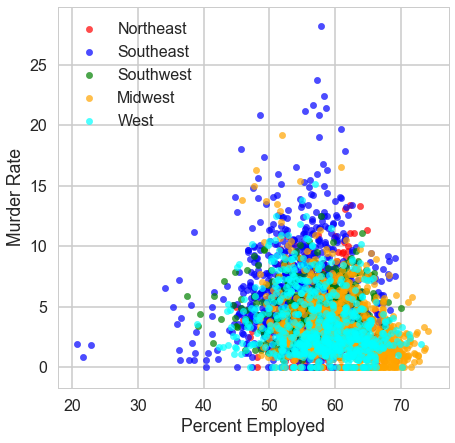 Northeast
Southeast
Southwest
Midwest
West
Murder Rate
25
20
15
10
5
0
20 30 40 50 60 70
Percent Employed